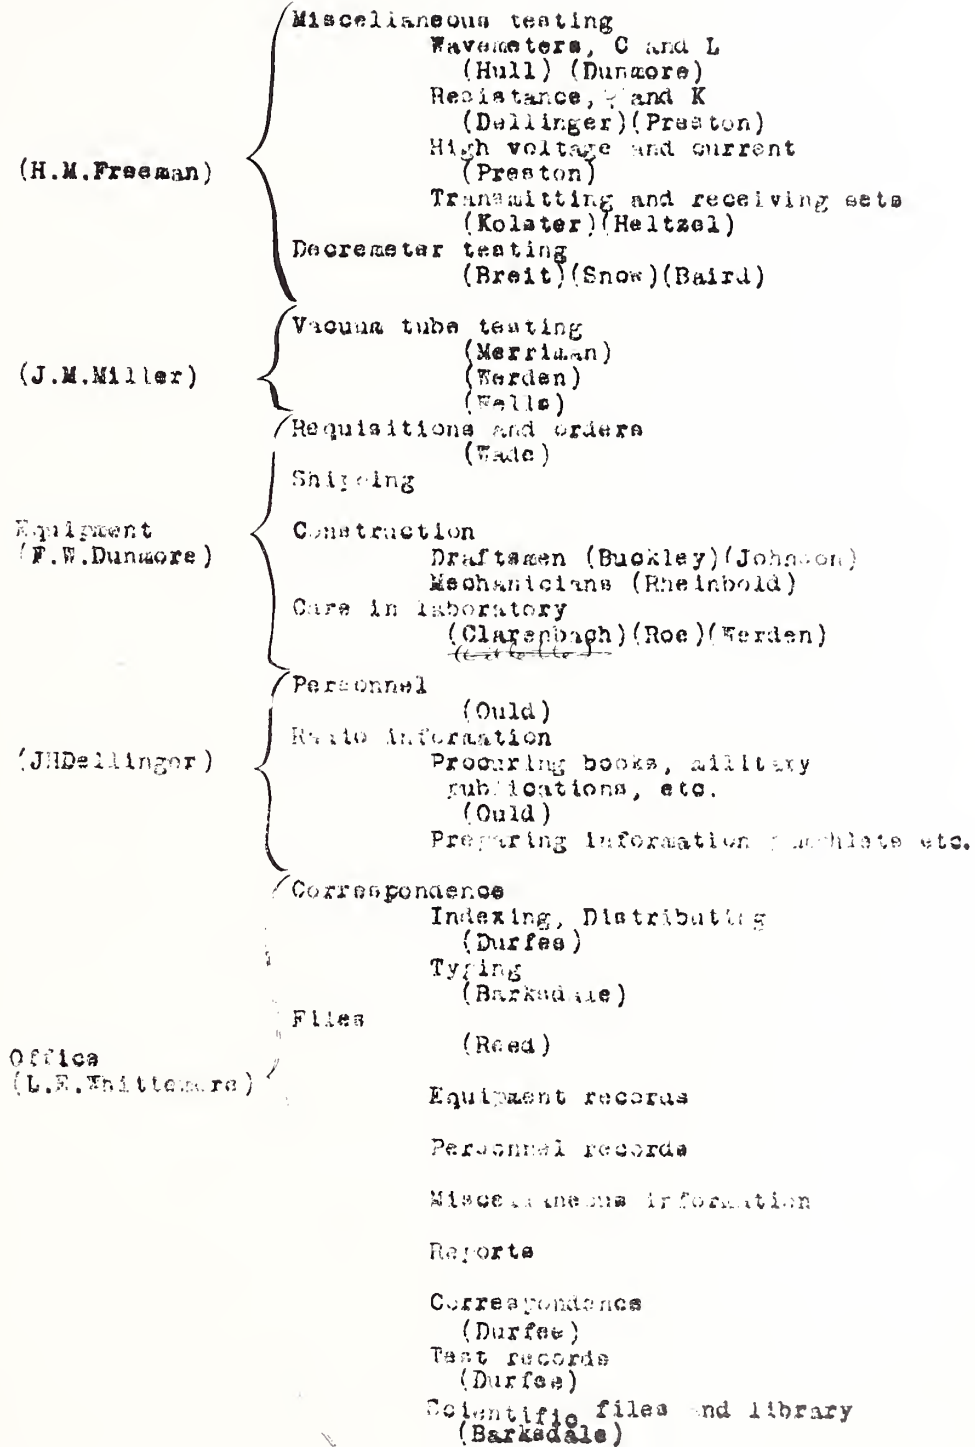 Miscellaneous testing
Wavemeters, C and L
(Hull) (Dunmore)
Resistance, and K
(Dellinger)(Preston)
High voltage and current
(H.M.Freeman)
(Preston)
Transmitting and receiving sets
(Kolster)(Heltzel)
Decremeter testing
(Breit)(Snow)(Baird)
Vacuum tube testing
(Merriman)
(J.M.Miller)
(Werden)
(Wells)
Requisitions and orders
(Wade)
Shipping
Equipment
Construction
(F.W.Dunmore)
Draftsmen (Buckley)(Johnson)
Mechanicians (Rheinbold)
Care in laboratory
(Clarenbach)(Roe)(Werden)
Personnel
(Ould)
Radio information
(JHDellinger)
Procuring books, military
publications, etc.
(Ould)
Preparing information pamphlets etc.
Correspondence
Indexing, Distributing
(Durfee)
Typing
(Barksdale)
Files
(Reed)
Office
(L.E.Whittemore)
Equipment records
Personnel records
Miscellaneous information
Reports
Correspondence
(Durfee)
Test records
(Durfee)
Scientific files and library
(Barksdale)